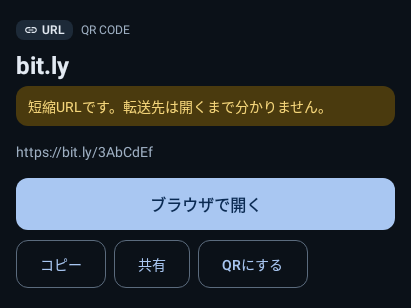 URL QR CODE
bit.ly
短縮URLです。転送先は開くまで分かりません。
https://bit.ly/3AbCdEf
ブラウザで開く
コピー 共有 QRにする